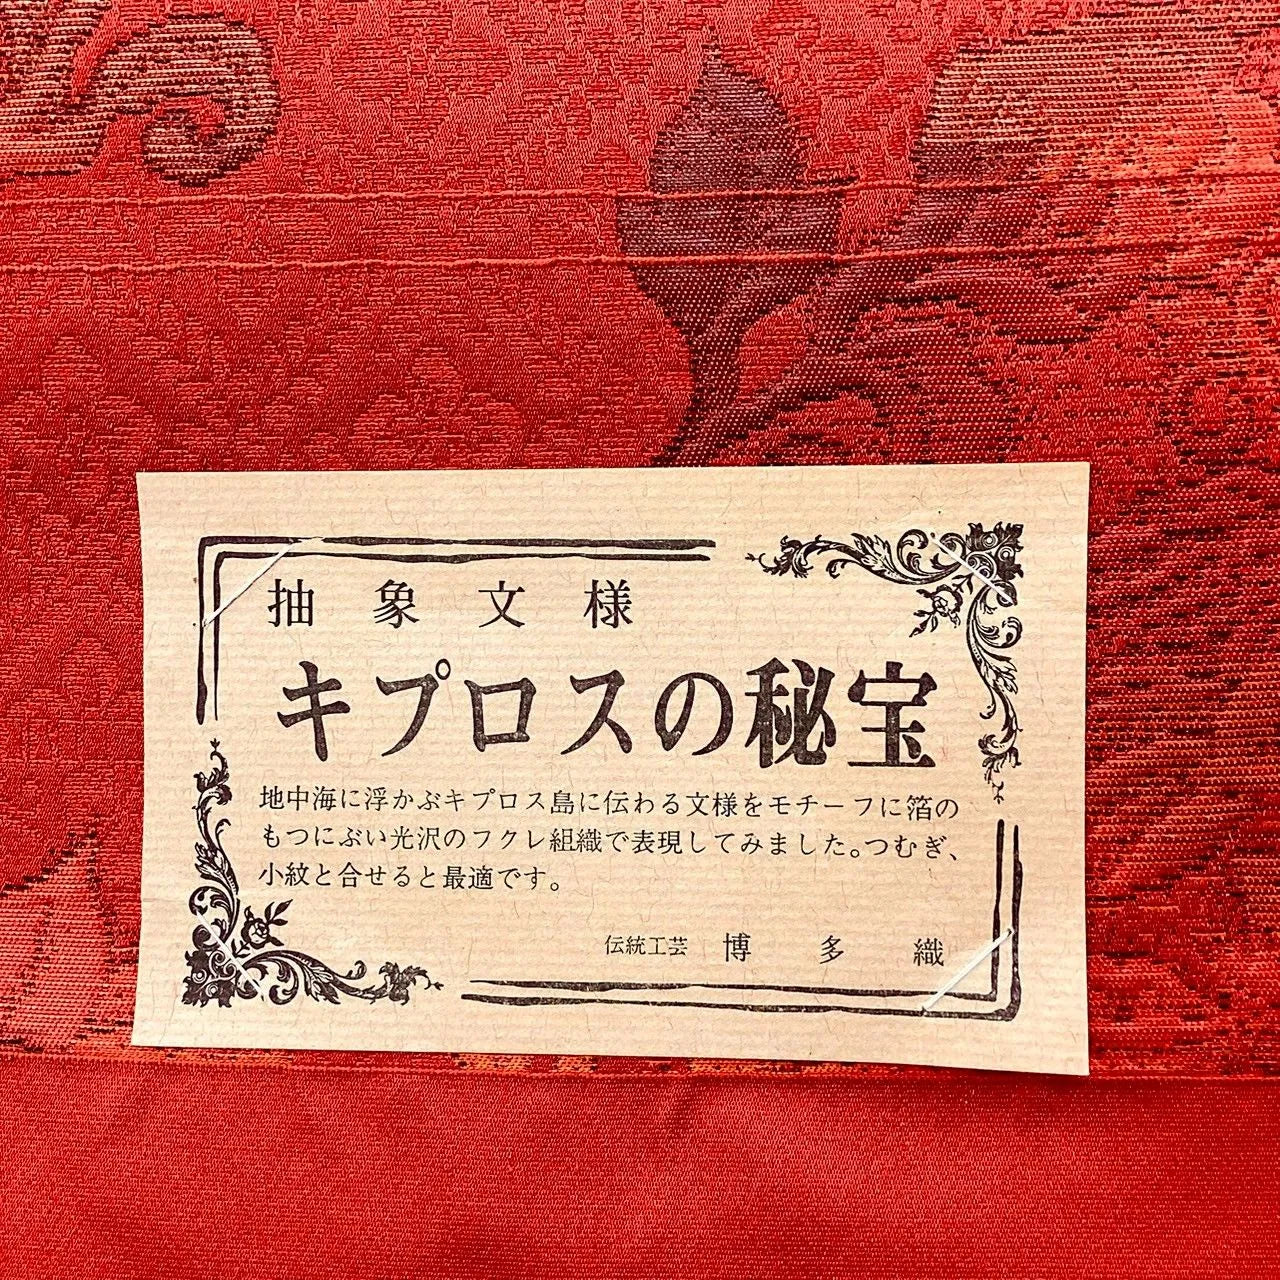 抽象文様
キプロスの秘宝
地中海に浮かぶキプロス島に伝わる文様をモチーフに箔の
もつにぶい光沢のフクレ組織で表現してみました。つむぎ、
小紋と合せると最適です。
伝統工芸 博多織